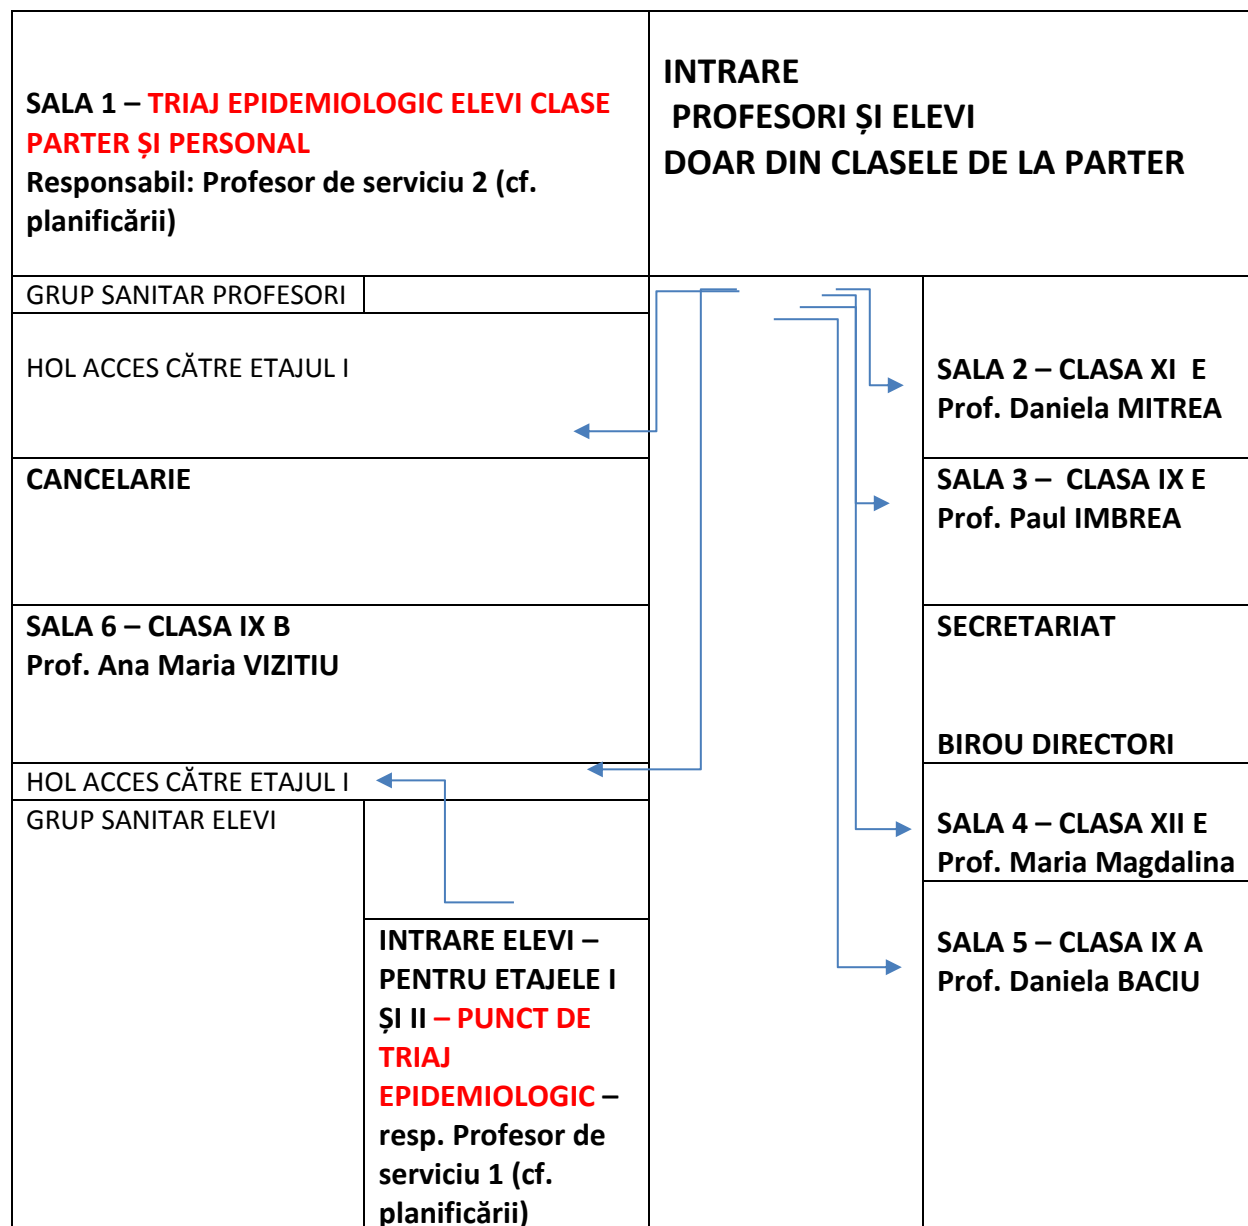 SALA 1 – TRIAJ EPIDEMIOLOGIC ELEVI CLASE
PARTER ȘI PERSONAL
Responsabil: Profesor de serviciu 2 (cf.
planificării)
INTRARE
PROFESORI ȘI ELEVI
DOAR DIN CLASELE DE LA PARTER
GRUP SANITAR PROFESORI
HOL ACCES CĂTRE ETAJUL I
SALA 2 – CLASA XI E
Prof. Daniela MITREA
CANCELARIE
SALA 3 – CLASA IX E
Prof. Paul IMBREA
SALA 6 – CLASA IX B
Prof. Ana Maria VIZITIU
SECRETARIAT
BIROU DIRECTORI
HOL ACCES CĂTRE ETAJUL I
GRUP SANITAR ELEVI
SALA 4 – CLASA XII E
Prof. Maria Magdalina
INTRARE ELEVI –
PENTRU ETAJELE I
ȘI II – PUNCT DE
TRIAJ
EPIDEMIOLOGIC –
resp. Profesor de
serviciu 1 (cf.
planificării)
SALA 5 – CLASA IX A
Prof. Daniela BACIU